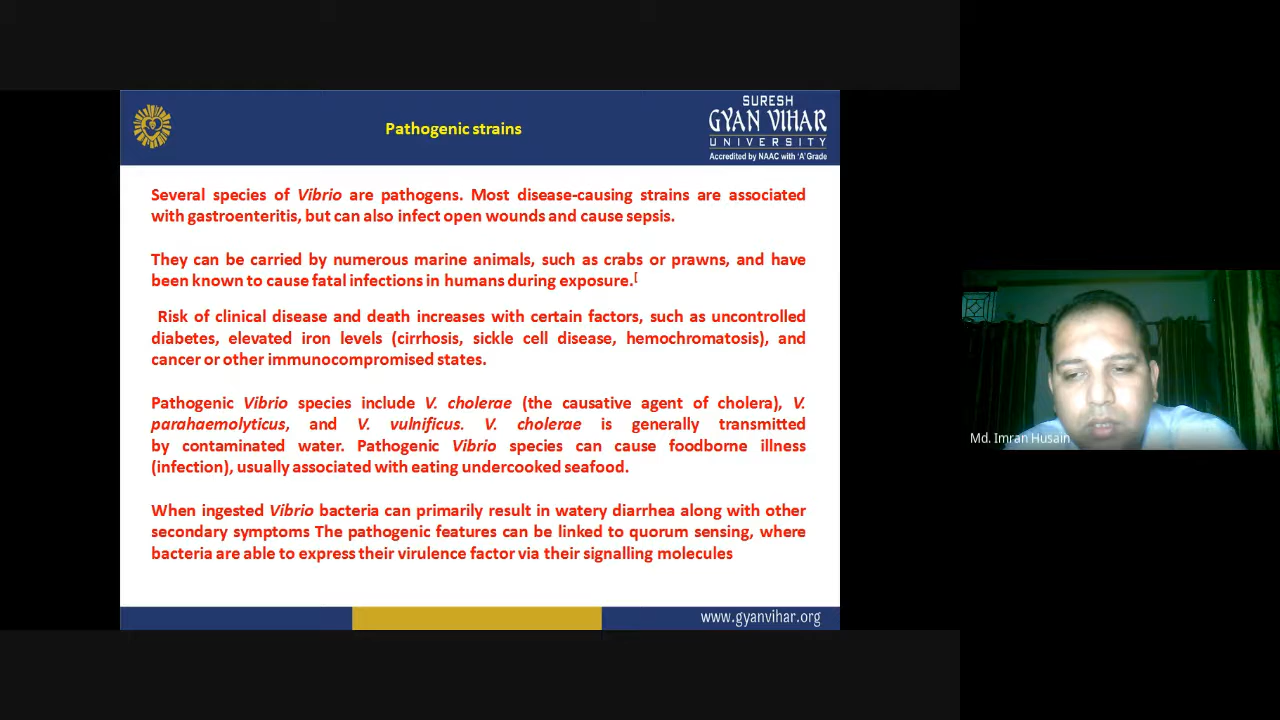 Pathogenic strains
SURESH
GYAN VIHAR
UNIVERSITY
Accredited by NAAC with 'A' Grade
Several species of Vibrio are pathogens. Most disease-causing strains are associated
with gastroenteritis, but can also infect open wounds and cause sepsis.
They can be carried by numerous marine animals, such as crabs or prawns, and have
been known to cause fatal infections in humans during exposure.[
Risk of clinical disease and death increases with certain factors, such as uncontrolled
diabetes, elevated iron levels (cirrhosis, sickle cell disease, hemochromatosis), and
cancer or other immunocompromised states.
Pathogenic Vibrio species include V. cholerae (the causative agent of cholera), V.
parahaemolyticus, and V. vulnificus. V. cholerae is generally transmitted
by contaminated water. Pathogenic Vibrio species can cause foodborne illness
(infection), usually associated with eating undercooked seafood.
When ingested Vibrio bacteria can primarily result in watery diarrhea along with other
secondary symptoms The pathogenic features can be linked to quorum sensing, where
bacteria are able to express their virulence factor via their signalling molecules
www.gyanvihar.org
Md. Imran Husain